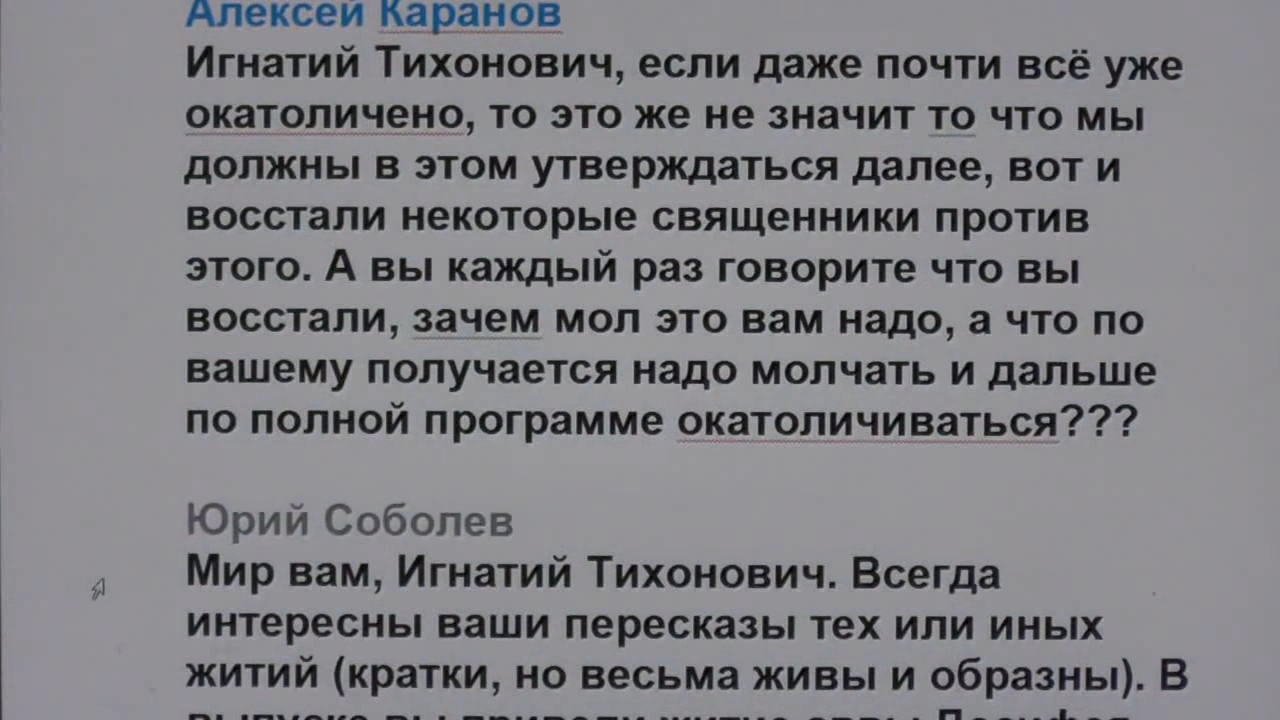 Алексей Каранов
Игнатий Тихонович, если даже почти всё уже
окатоличено, то это же не значит то что мы
должны в этом утверждаться далее, вот и
восстали некоторые священники против
этого. А вы каждый раз говорите что вы
восстали, зачем мол это вам надо, а что по
вашему получается надо молчать и дальше
по полной программе окатоличиваться???
Юрий Соболев
Мир вам, Игнатий Тихонович. Всегда
интересны ваши пересказы тех или иных
житий (кратки, но весьма живы и образны). В